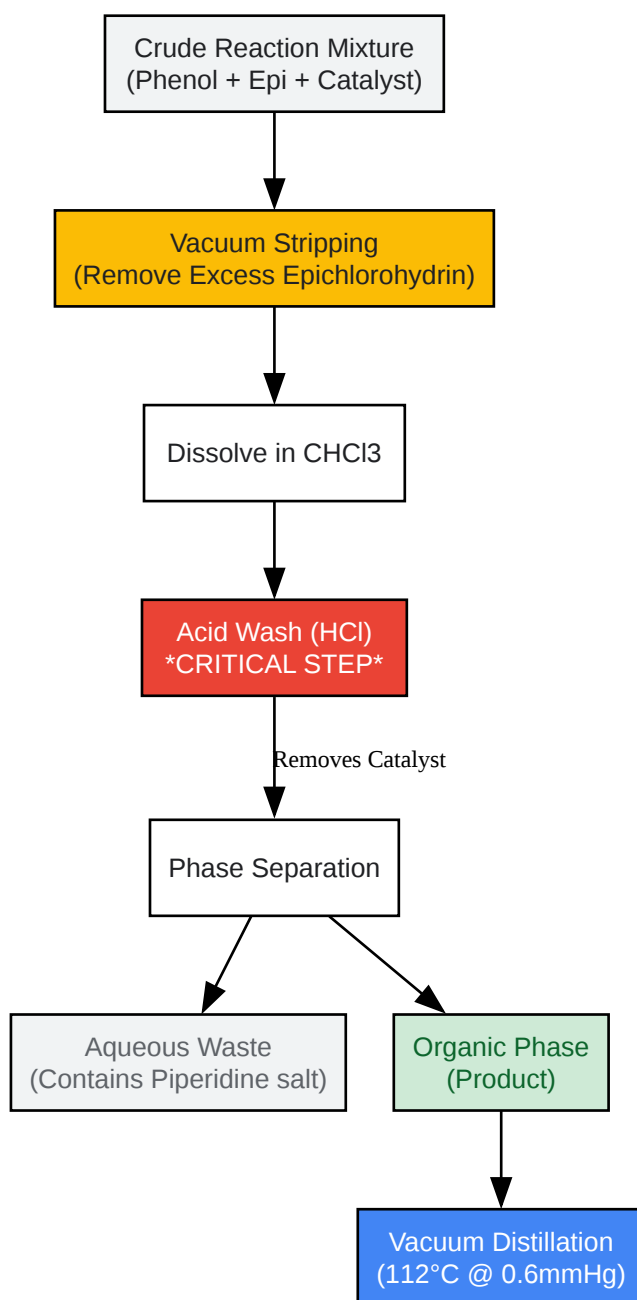 Crude Reaction Mixture
(Phenol + Epi + Catalyst)
Vacuum Stripping
(Remove Excess Epichlorohydrin)
Dissolve in CHCl3
Acid Wash (HCl)
*CRITICAL STEP*
Removes Catalyst
Phase Separation
Aqueous Waste
(Contains Piperidine salt)
Organic Phase
(Product)
Vacuum Distillation
(112°C @ 0.6mmHg)